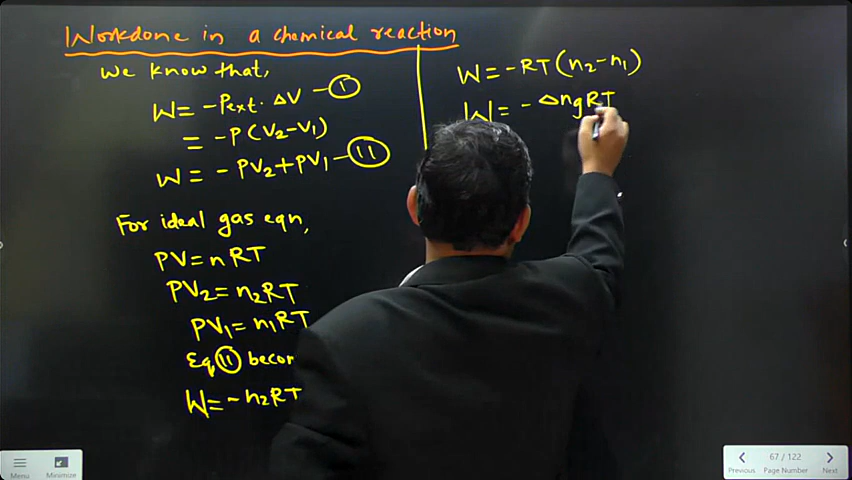 Workdone in a chemical reaction
We know that,
W = -Pext. ΔV - I
= -P(V2-V1)
W = - PV2 + PV1 - II
For ideal gas eqn,
PV = nRT
PV2 = n2RT
PV1 = n1RT
Eq II
W = - n2RT
W = -RT(n2-n1)
W = - ΔngRT
Menu
Minimize
67 / 122
Previous
Page Number
Next